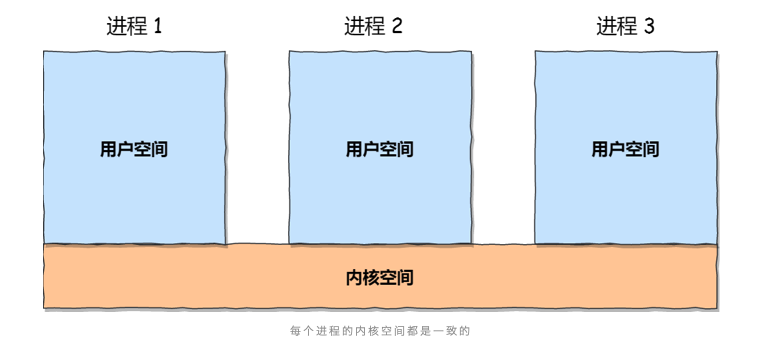 进程 1 进程 2 进程 3
用户空间 用户空间 用户空间
内核空间
每个进程的内核空间都是一致的